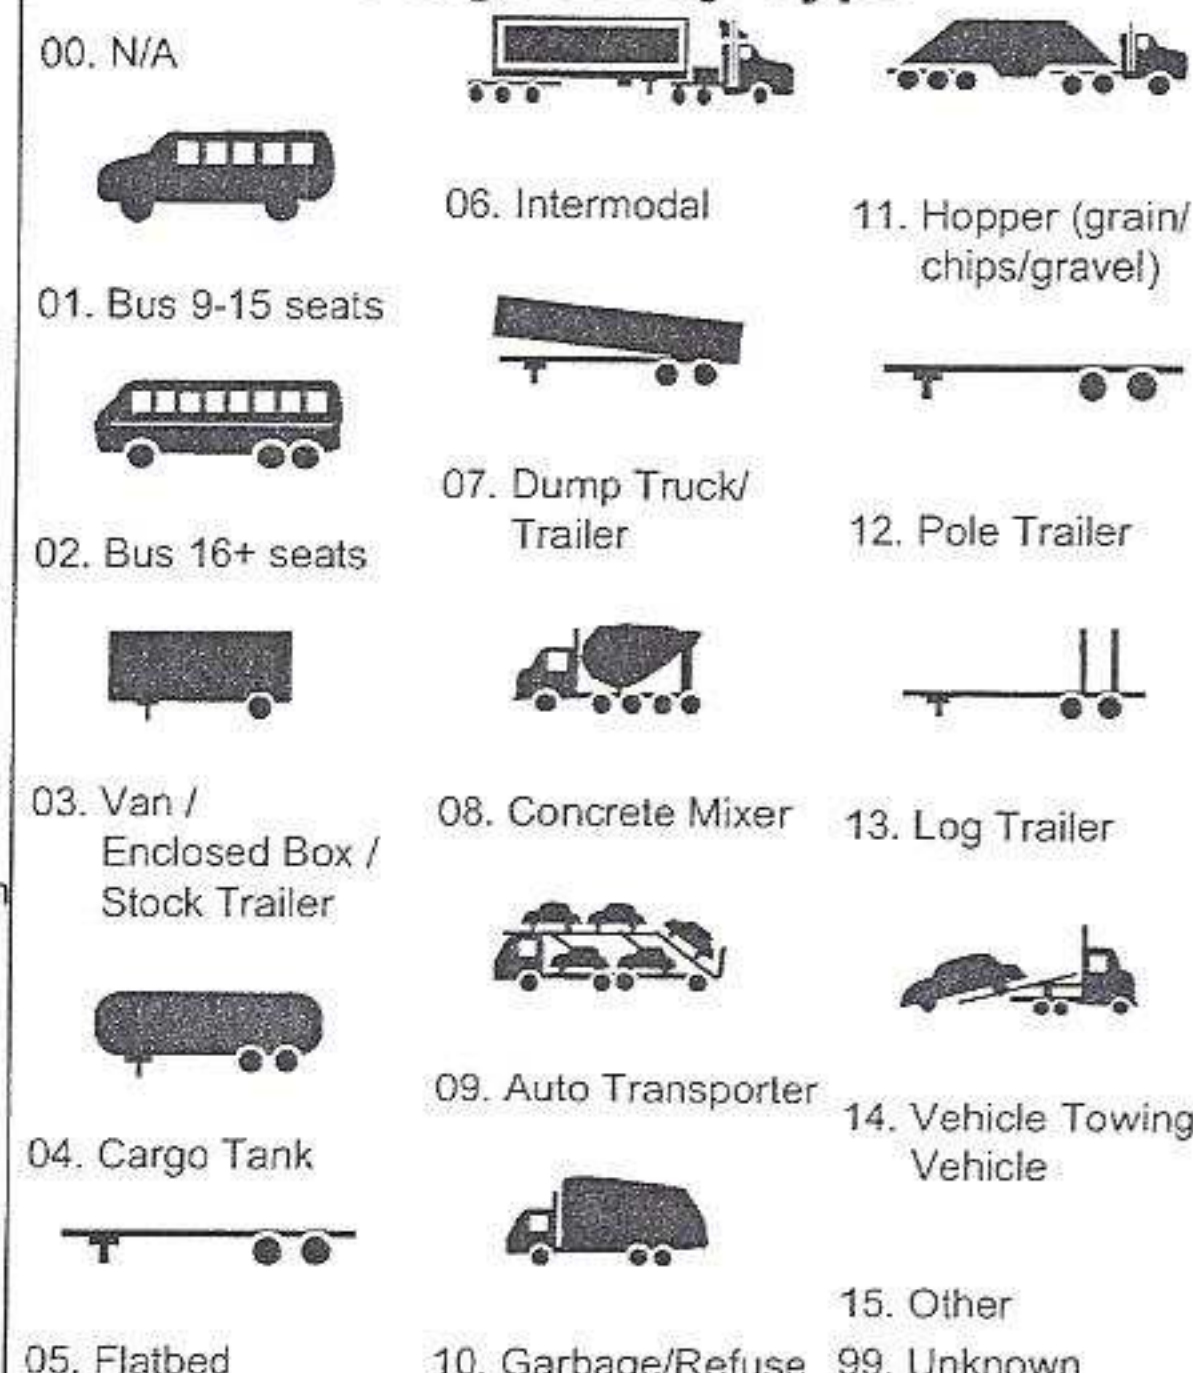 00. N/A
01. Bus 9-15 seats
02. Bus 16+ seats
03. Van /
Enclosed Box /
Stock Trailer
04. Cargo Tank
05. Flatbed
06. Intermodal
07. Dump Truck/
Trailer
08. Concrete Mixer
09. Auto Transporter
10. Garbage/Refuse
11. Hopper (grain/
chips/gravel)
12. Pole Trailer
13. Log Trailer
14. Vehicle Towing
Vehicle
15. Other
99. Unknown